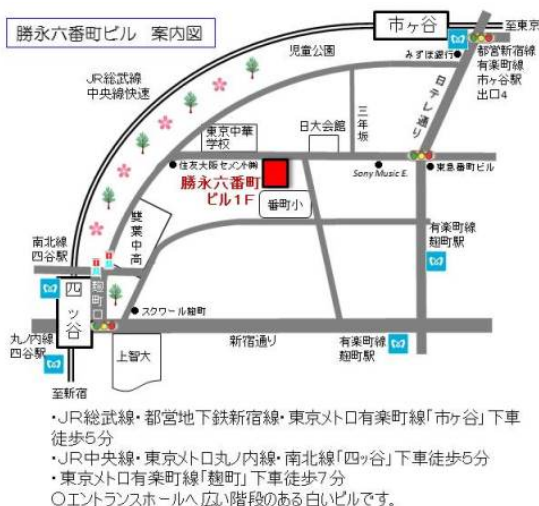 勝永六番町ビル 案内図
市ヶ谷
至東京
児童公園
みずほ銀行
都営新宿線
有楽町線
市ヶ谷駅
出口4
JR総武線
中央線快速
日テレ通り
三年坂
東京中華
学校
日大会館
住友大阪セメント㈱
Sony Music E.
東急番町ビル
勝永六番町
ビル1F
番町小
雙葉中高
南北線
四谷駅
有楽町線
麹町駅
麹町口
四ッ谷
スクワール麹町
丸ノ内線
四谷駅
上智大
新宿通り
有楽町線
麹町駅
至新宿
・JR総武線・都営地下鉄新宿線・東京メトロ有楽町線「市ヶ谷」下車
徒歩5分
・JR中央線・東京メトロ丸ノ内線・南北線「四ッ谷」下車徒歩5分
・東京メトロ有楽町線「麹町」下車徒歩7分
○エントランスホールへ広い階段のある白いビルです。